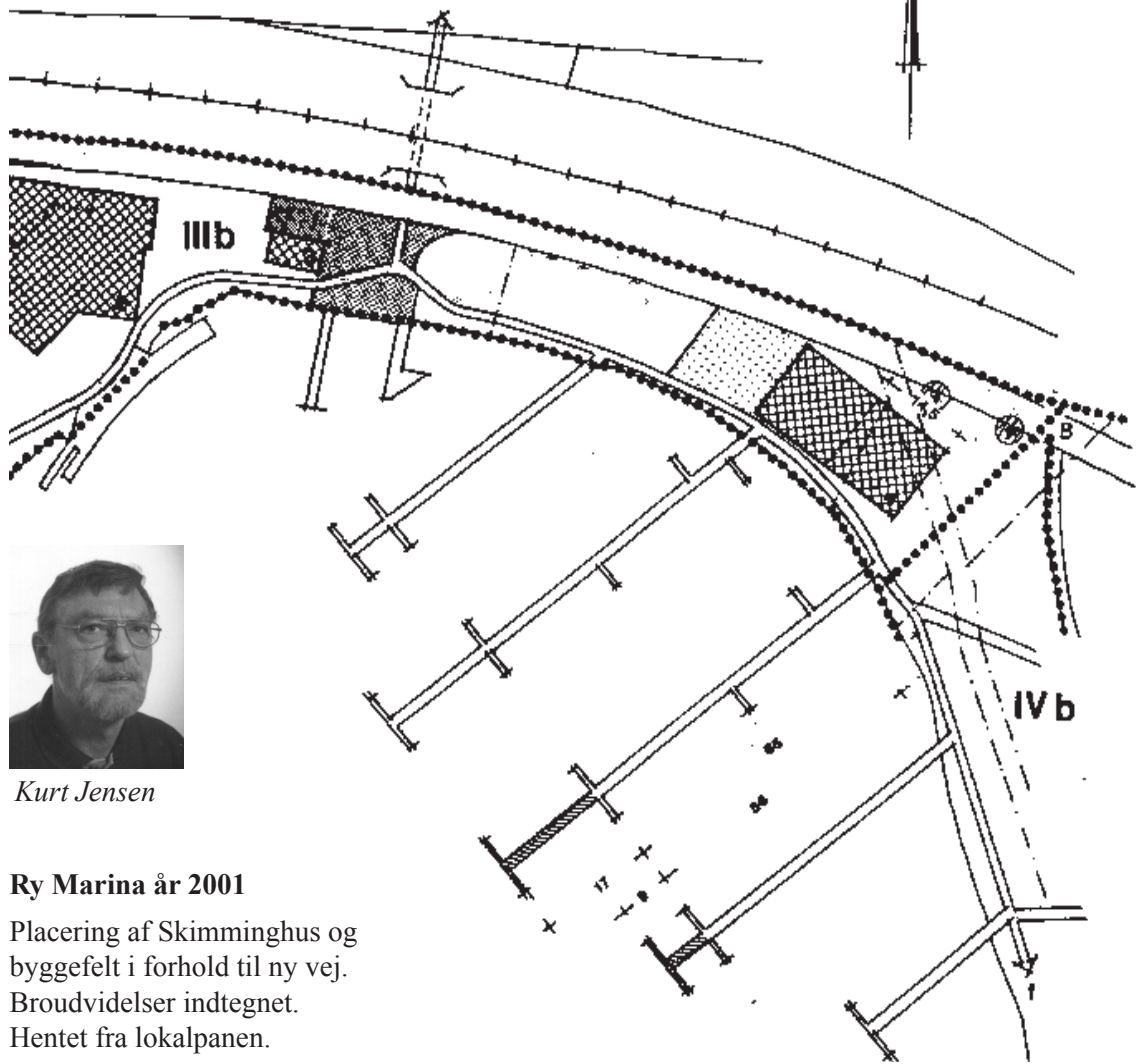 IIIb
B
IVb
17
Kurt Jensen
Ry Marina år 2001
Placering af Skimminghus og
byggefelt i forhold til ny vej.
Broudvidelser indtegnet.
Hentet fra lokalpanen.